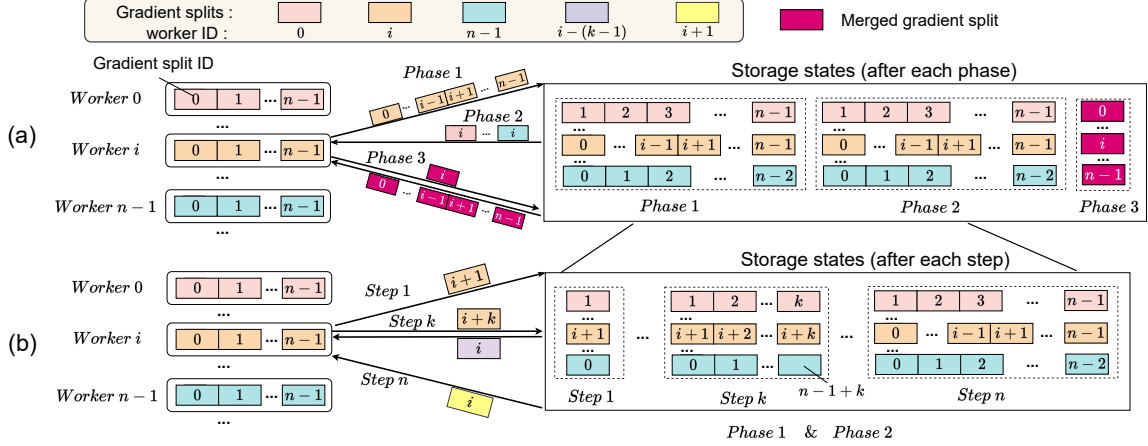 Gradient splits :
worker ID : 0 i n − 1 i − (k − 1) i + 1
Merged gradient split
Gradient split ID
(a)
Worker 0 0 1 ... n − 1
...
Worker i 0 1 ... n − 1
...
Worker n − 1 0 1 ... n − 1
...
Phase 1
0 ... i − 1 i + 1 ... n − 1
Phase 2
i ... i
Phase 3
i
0 ... i − 1 i + 1 ... n − 1
Storage states (after each phase)
1 2 3 ... n − 1
...
0 ... i − 1 i + 1 ... n − 1
...
0 1 2 ... n − 2
Phase 1
1 2 3 ... n − 1
...
0 ... i − 1 i + 1 ... n − 1
...
0 1 2 ... n − 2
Phase 2
0
...
i
...
n − 1
Phase 3
(b)
Worker 0 0 1 ... n − 1
...
Worker i 0 1 ... n − 1
...
Worker n − 1 0 1 ... n − 1
...
Step 1
i + 1
Step k
i + k
i
Step n
i
Storage states (after each step)
1
...
i + 1
...
0
Step 1
...
1 2 ... k
...
i + 1 i + 2 ... i + k
...
0 1 ...
n − 1 + k
Step k
...
1 2 3 ... n − 1
...
0 ... i − 1 i + 1 ... n − 1
...
0 1 2 ... n − 2
Step n
Phase 1 & Phase 2